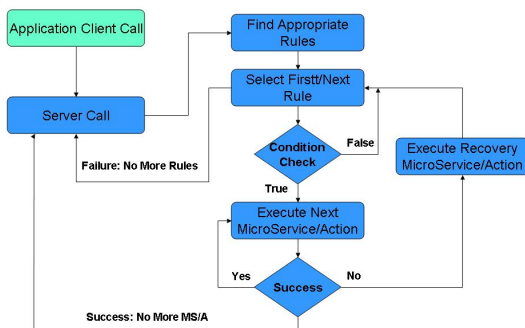 Application Client Call
Find Appropriate
Rules
Select Firstt/Next
Rule
Server Call
Condition
Check
False
Execute Recovery
MicroService/Action
Failure: No More Rules
True
Execute Next
MicroService/Action
Yes
No
Success
Success: No More MS/A